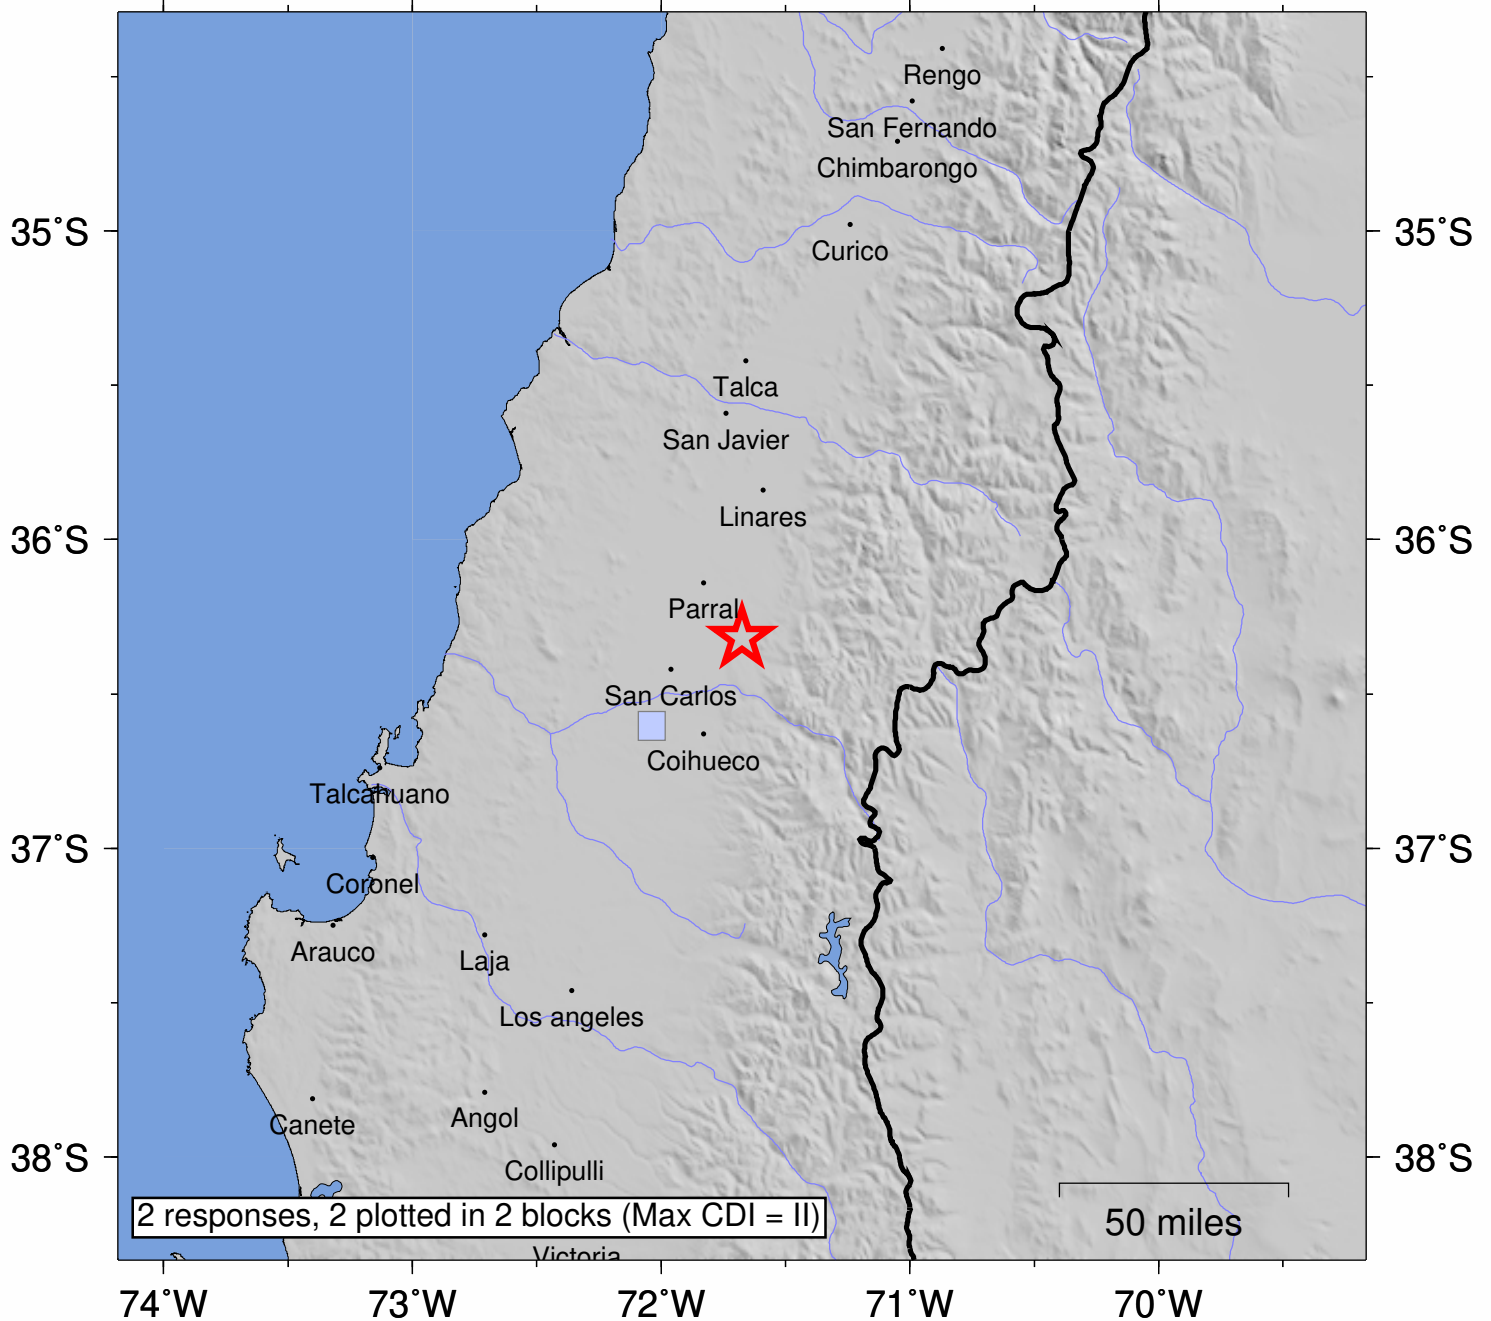 Rengo
San Fernando
Chimbarongo
35°S
35°S
Curico
Talca
San Javier
Linares
36°S
36°S
Parral
San Carlos
Coihueco
Talcahuano
37°S
37°S
Coronel
Arauco
Laja
Los angeles
Canete
Angol
38°S
38°S
Collipulli
2 responses, 2 plotted in 2 blocks (Max CDI = II)
50 miles
Victoria
74°W
73°W
72°W
71°W
70°W